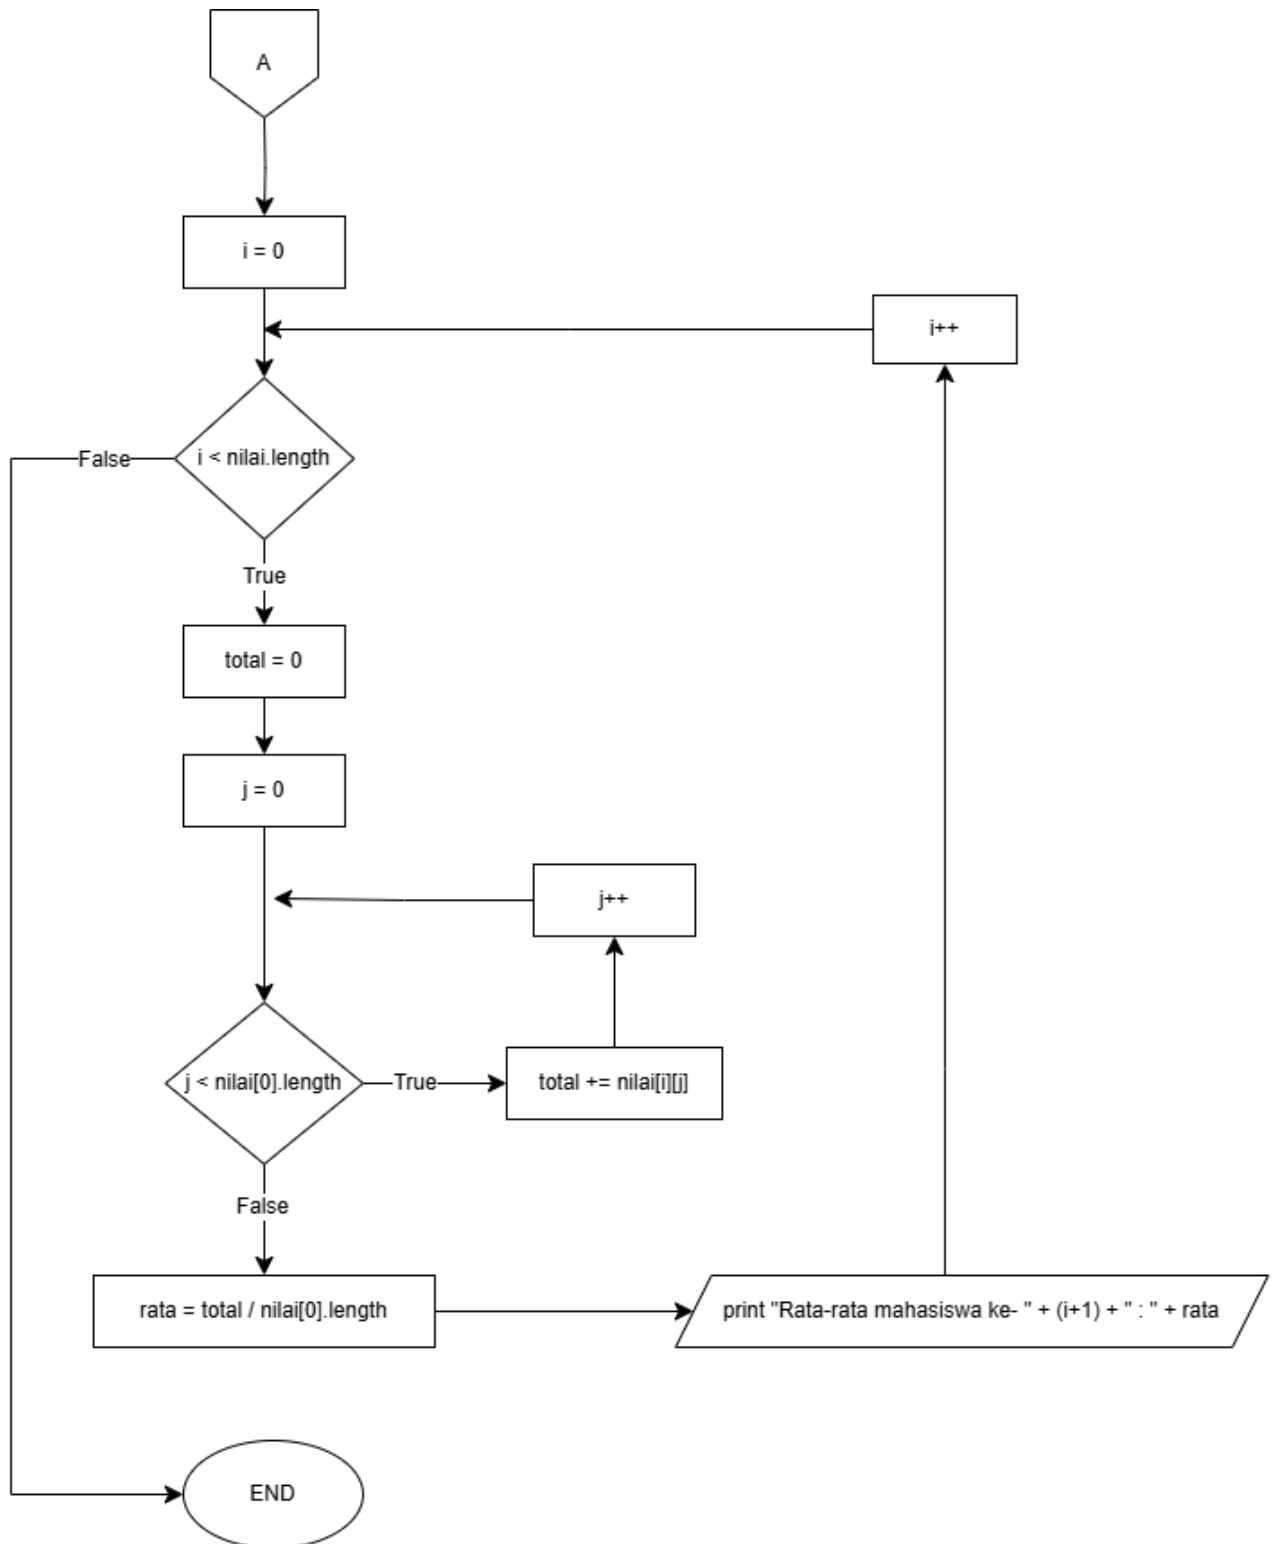 A
i = 0
i++
i < nilai.length
False
True
total = 0
j = 0
j++
j < nilai[0].length
True
total += nilai[i][j]
False
rata = total / nilai[0].length
print "Rata-rata mahasiswa ke- " + (i+1) + " : " + rata
END